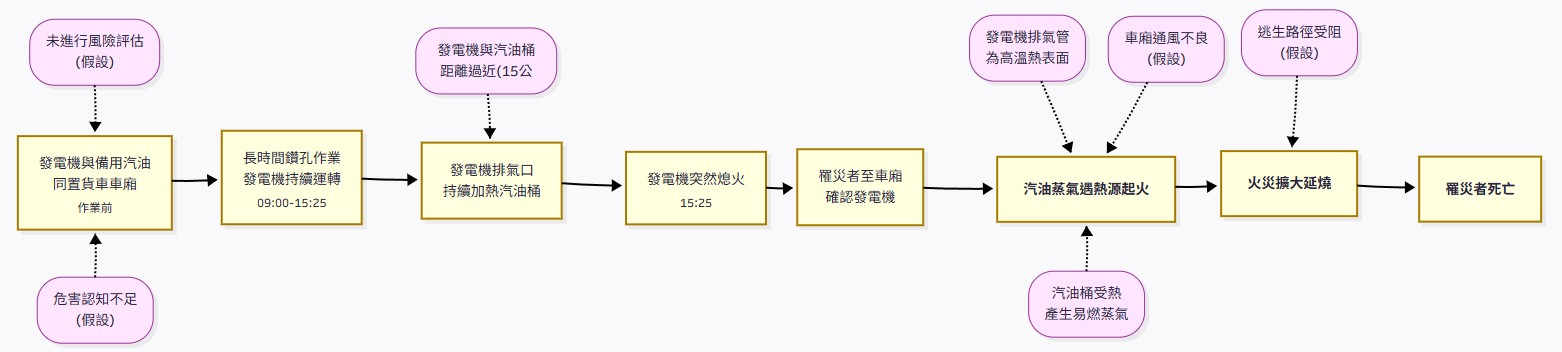 未進行風險評估
(假設)
發電機與汽油桶
距離過近(15公
發電機排氣管
為高溫熱表面
車廂通風不良
(假設)
逃生路徑受阻
(假設)
發電機與備用汽油
同置貨車車廂
作業前
長時間鑽孔作業
發電機持續運轉
09:00-15:25
發電機排氣口
持續加熱汽油桶
發電機突然熄火
15:25
罹災者至車廂
確認發電機
汽油蒸氣遇熱源起火
火災擴大延燒
罹災者死亡
危害認知不足
(假設)
汽油桶受熱
產生易燃蒸氣